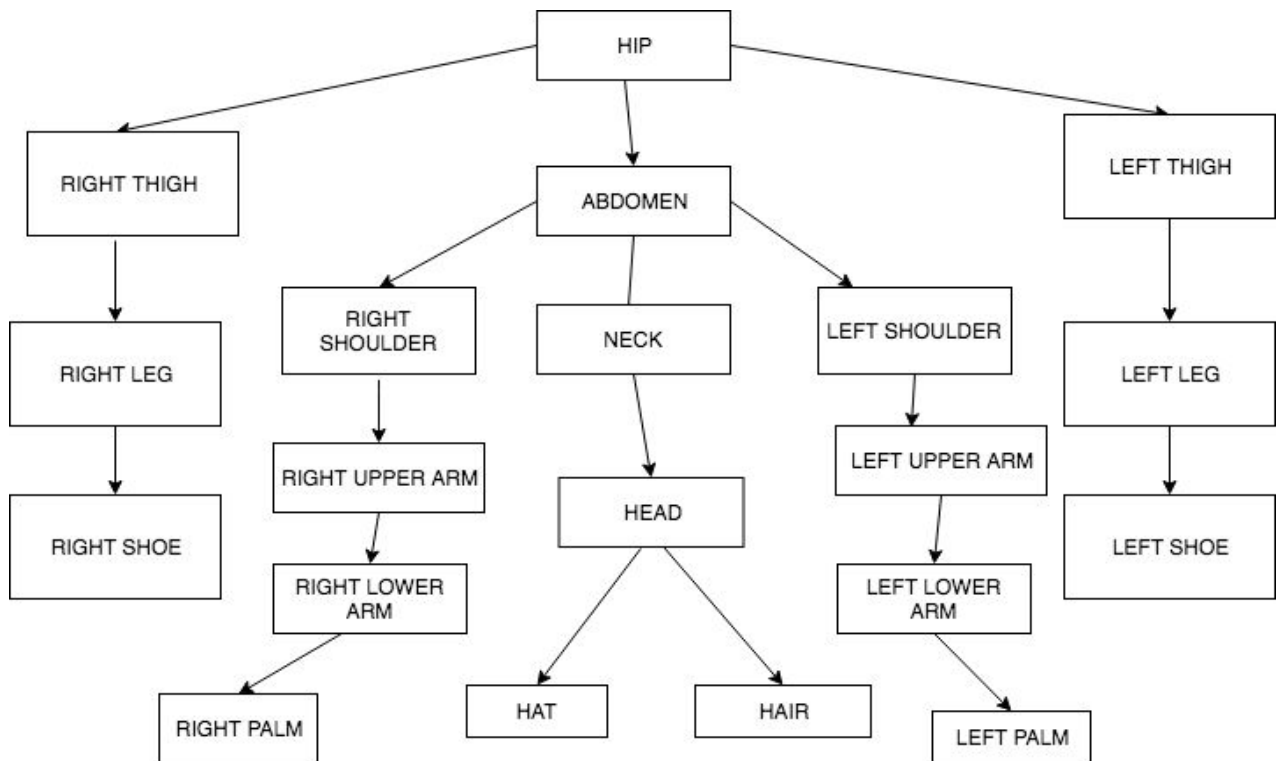 HIP
RIGHT THIGH
LEFT THIGH
ABDOMEN
RIGHT
SHOULDER
NECK
LEFT SHOULDER
RIGHT LEG
LEFT LEG
RIGHT UPPER ARM
LEFT UPPER ARM
HEAD
RIGHT SHOE
LEFT SHOE
RIGHT LOWER
ARM
LEFT LOWER
ARM
RIGHT PALM
HAT
HAIR
LEFT PALM